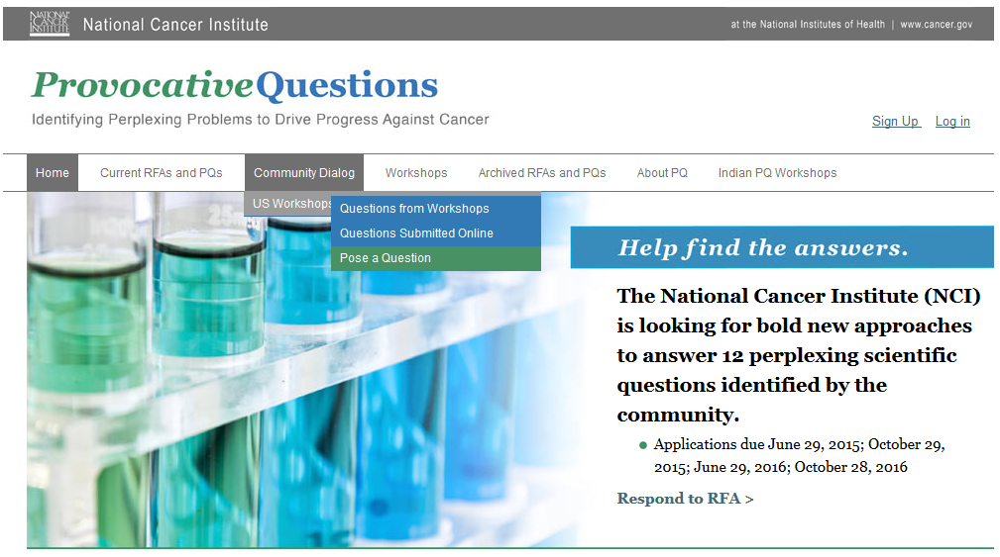 NATIONAL
CANCER
INSTITUTE
National Cancer Institute
at the National Institutes of Health | www.cancer.gov
ProvocativeQuestions
Identifying Perplexing Problems to Drive Progress Against Cancer
Sign Up Log in
Home Current RFAs and PQs Community Dialog Workshops Archived RFAs and PQs About PQ Indian PQ Workshops
US Workshops
Questions from Workshops
Questions Submitted Online
Pose a Question
Help find the answers.
The National Cancer Institute (NCI)
is looking for bold new approaches
to answer 12 perplexing scientific
questions identified by the
community.
Applications due June 29, 2015; October 29,
2015; June 29, 2016; October 28, 2016
Respond to RFA >